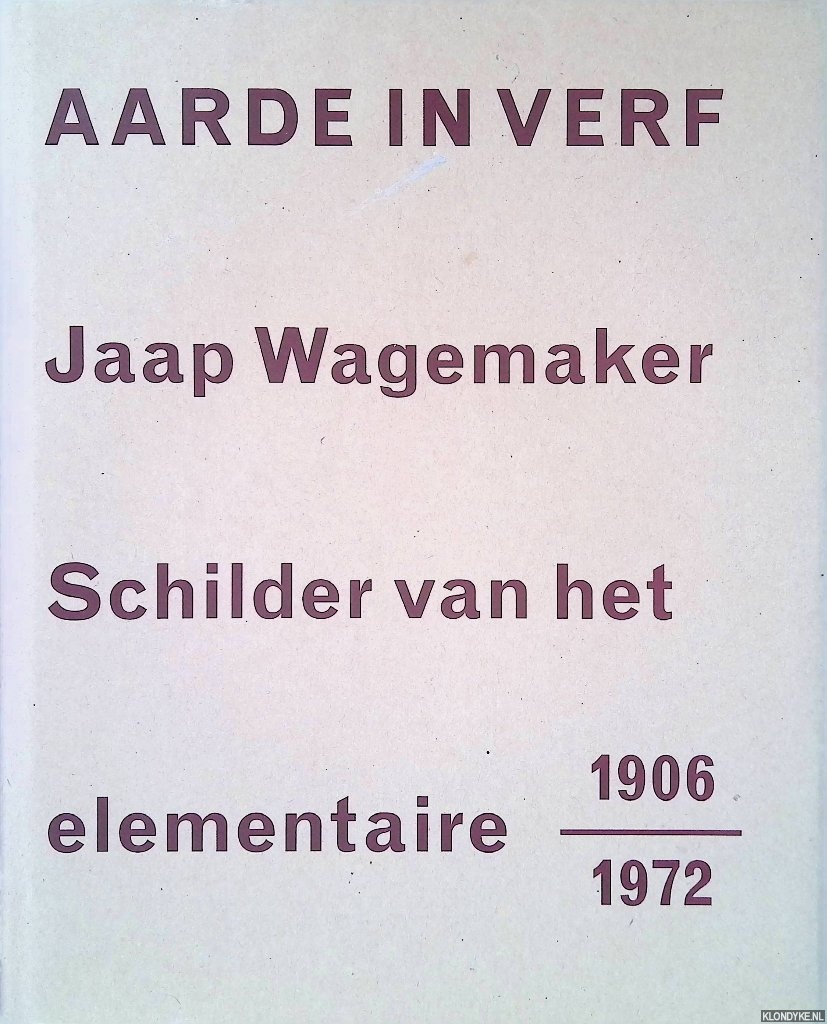 AARDE IN VERF
Jaap Wagemaker
Schilder van het
elementaire
1906
1972
KLONDYKE.NL